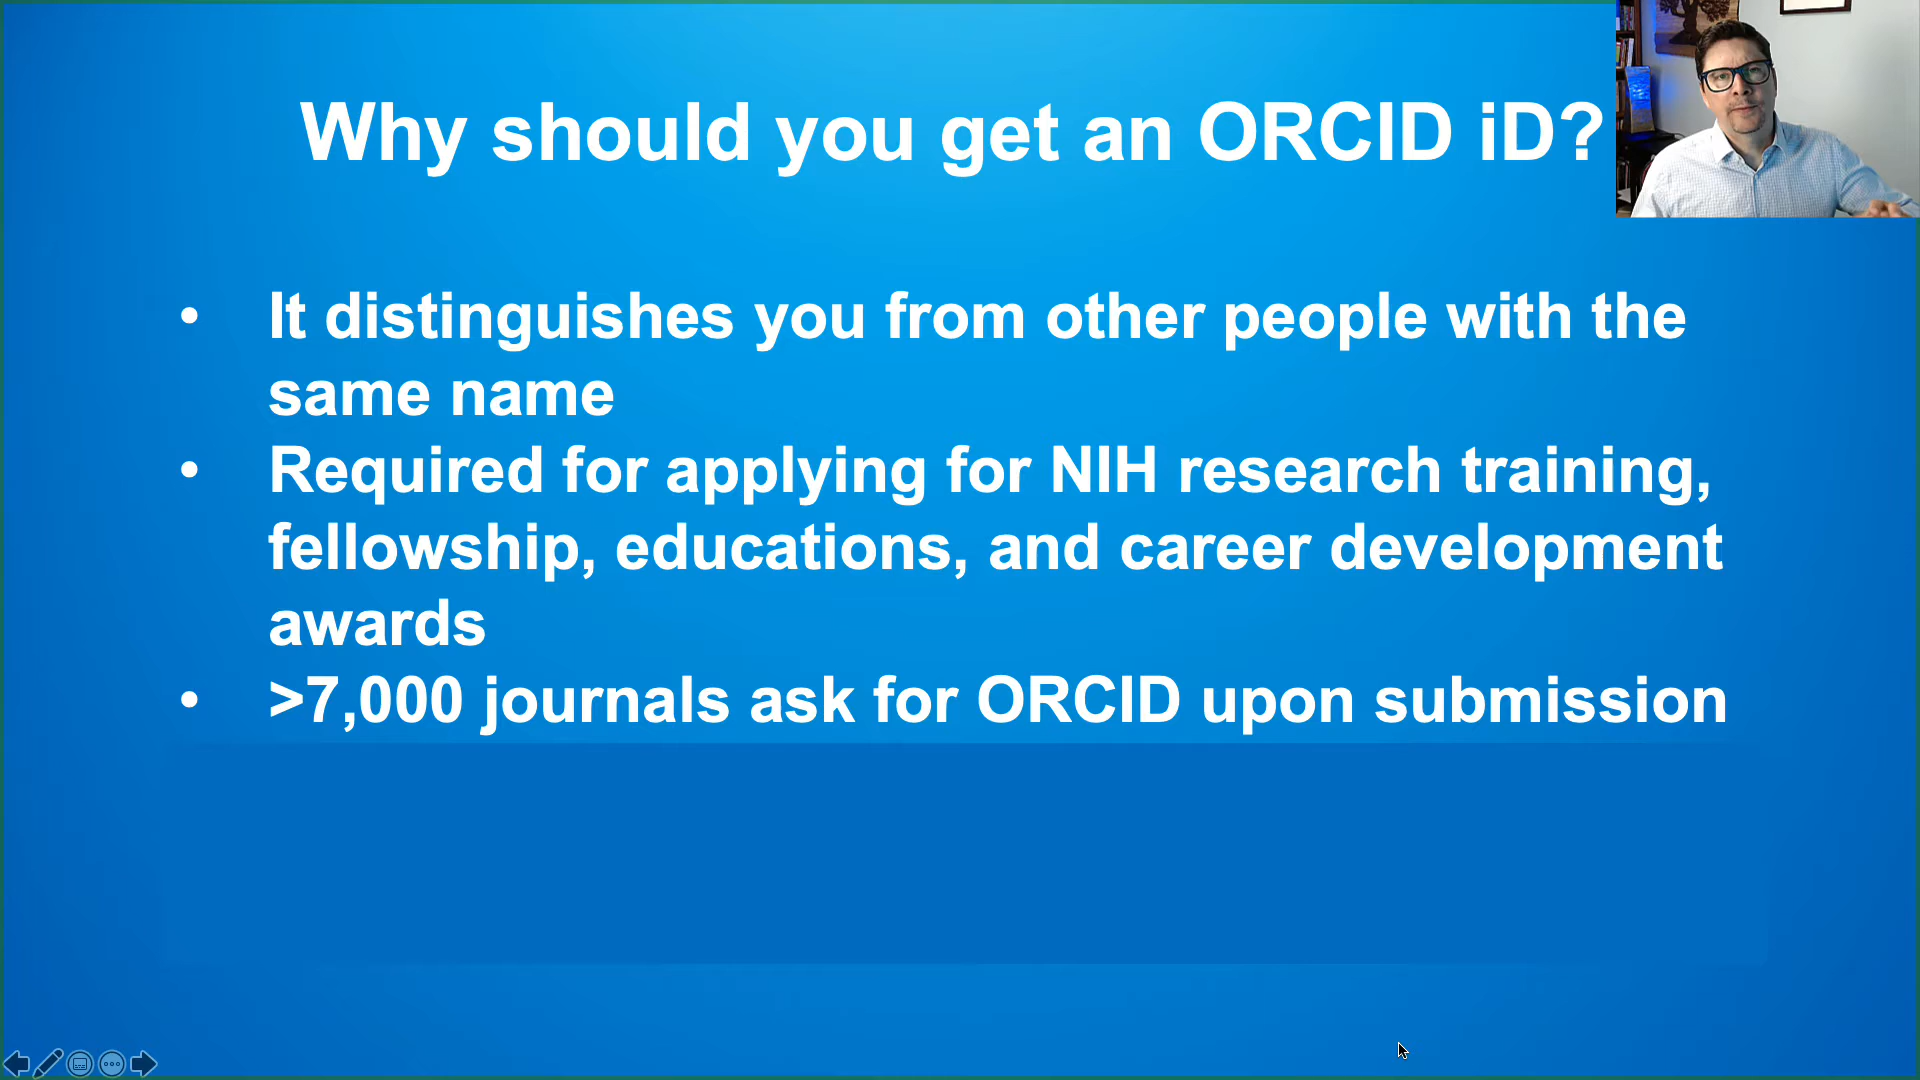 Why should you get an ORCID iD?
• It distinguishes you from other people with the
same name
• Required for applying for NIH research training,
fellowship, educations, and career development
awards
• >7,000 journals ask for ORCID upon submission